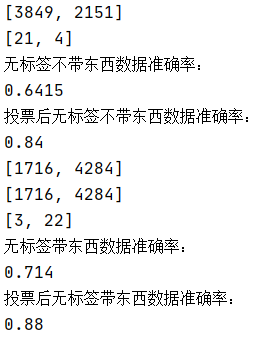 [3849, 2151]
[21, 4]
无标签不带东西数据准确率：
0.6415
投票后无标签不带东西数据准确率：
0.84
[1716, 4284]
[1716, 4284]
[3, 22]
无标签带东西数据准确率：
0.714
投票后无标签带东西数据准确率：
0.88